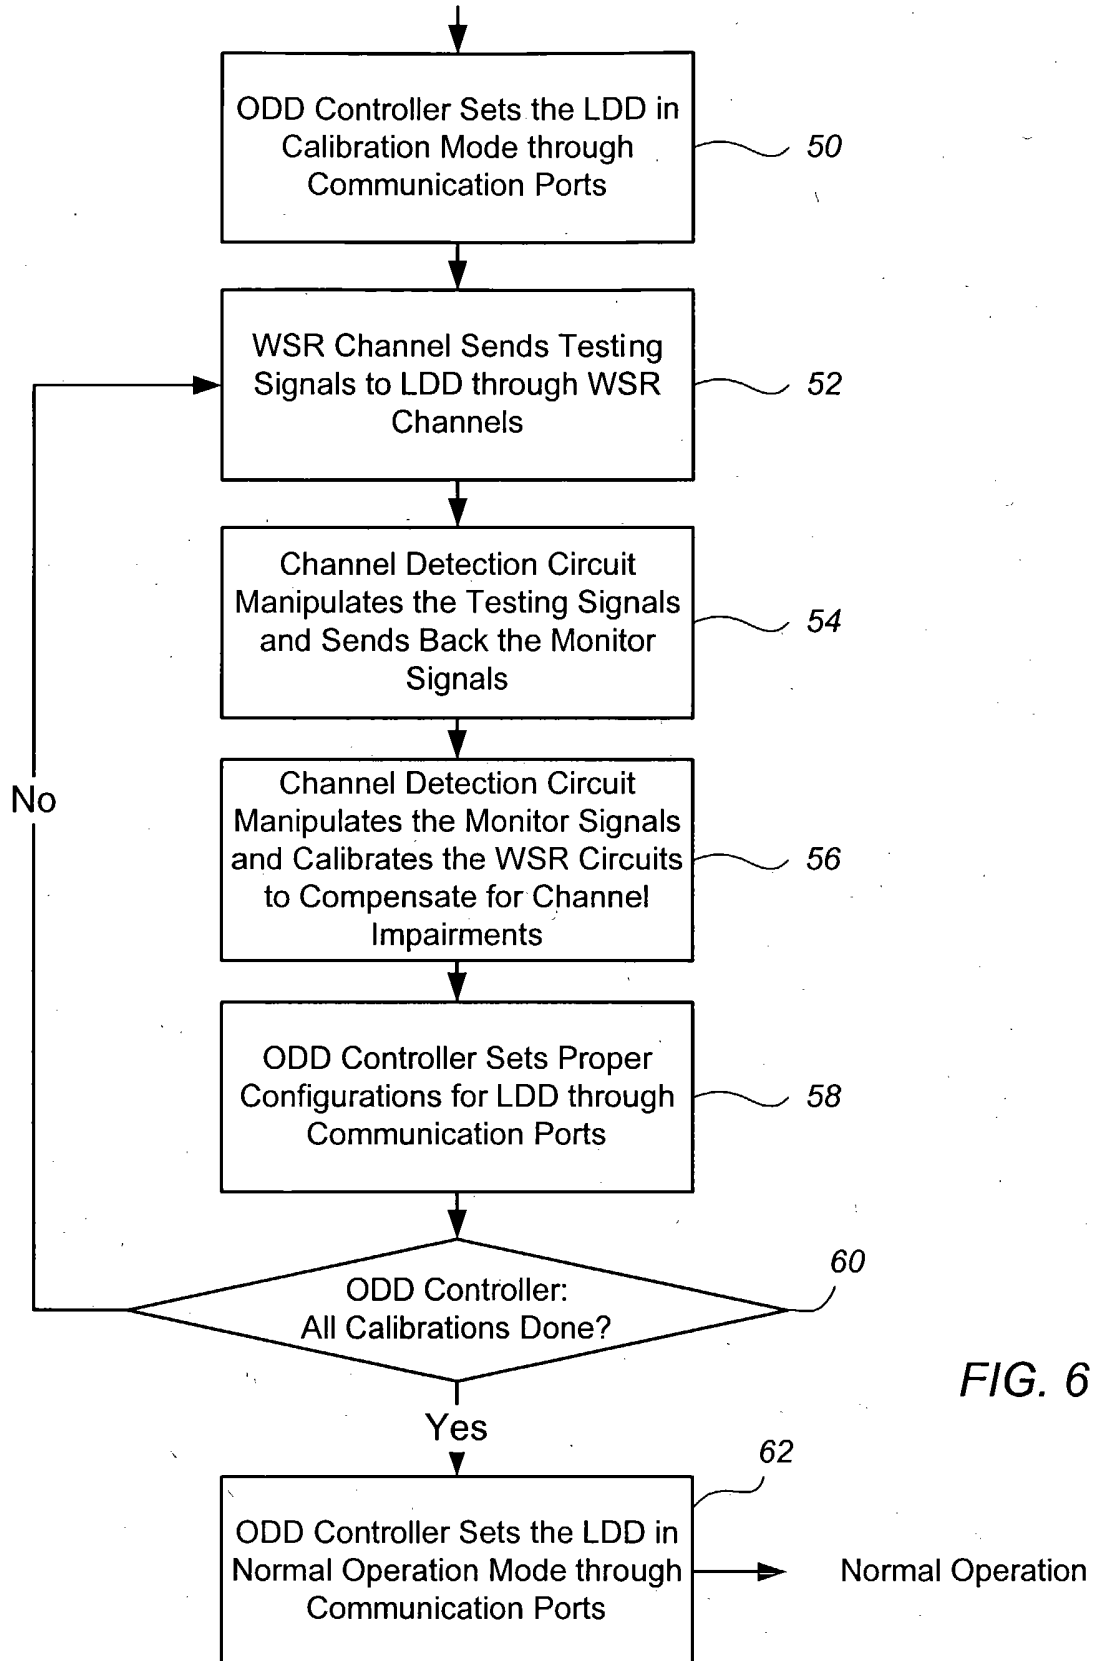 ODD Controller Sets the LDD in
Calibration Mode through
Communication Ports
50
WSR Channel Sends Testing
Signals to LDD through WSR
Channels
52
Channel Detection Circuit
Manipulates the Testing Signals
and Sends Back the Monitor
Signals
54
Channel Detection Circuit
Manipulates the Monitor Signals
and Calibrates the WSR Circuits
to Compensate for Channel
Impairments
56
No
ODD Controller Sets Proper
Configurations for LDD through
Communication Ports
58
ODD Controller:
All Calibrations Done?
60
FIG. 6
Yes
62
ODD Controller Sets the LDD in
Normal Operation Mode through
Communication Ports
Normal Operation